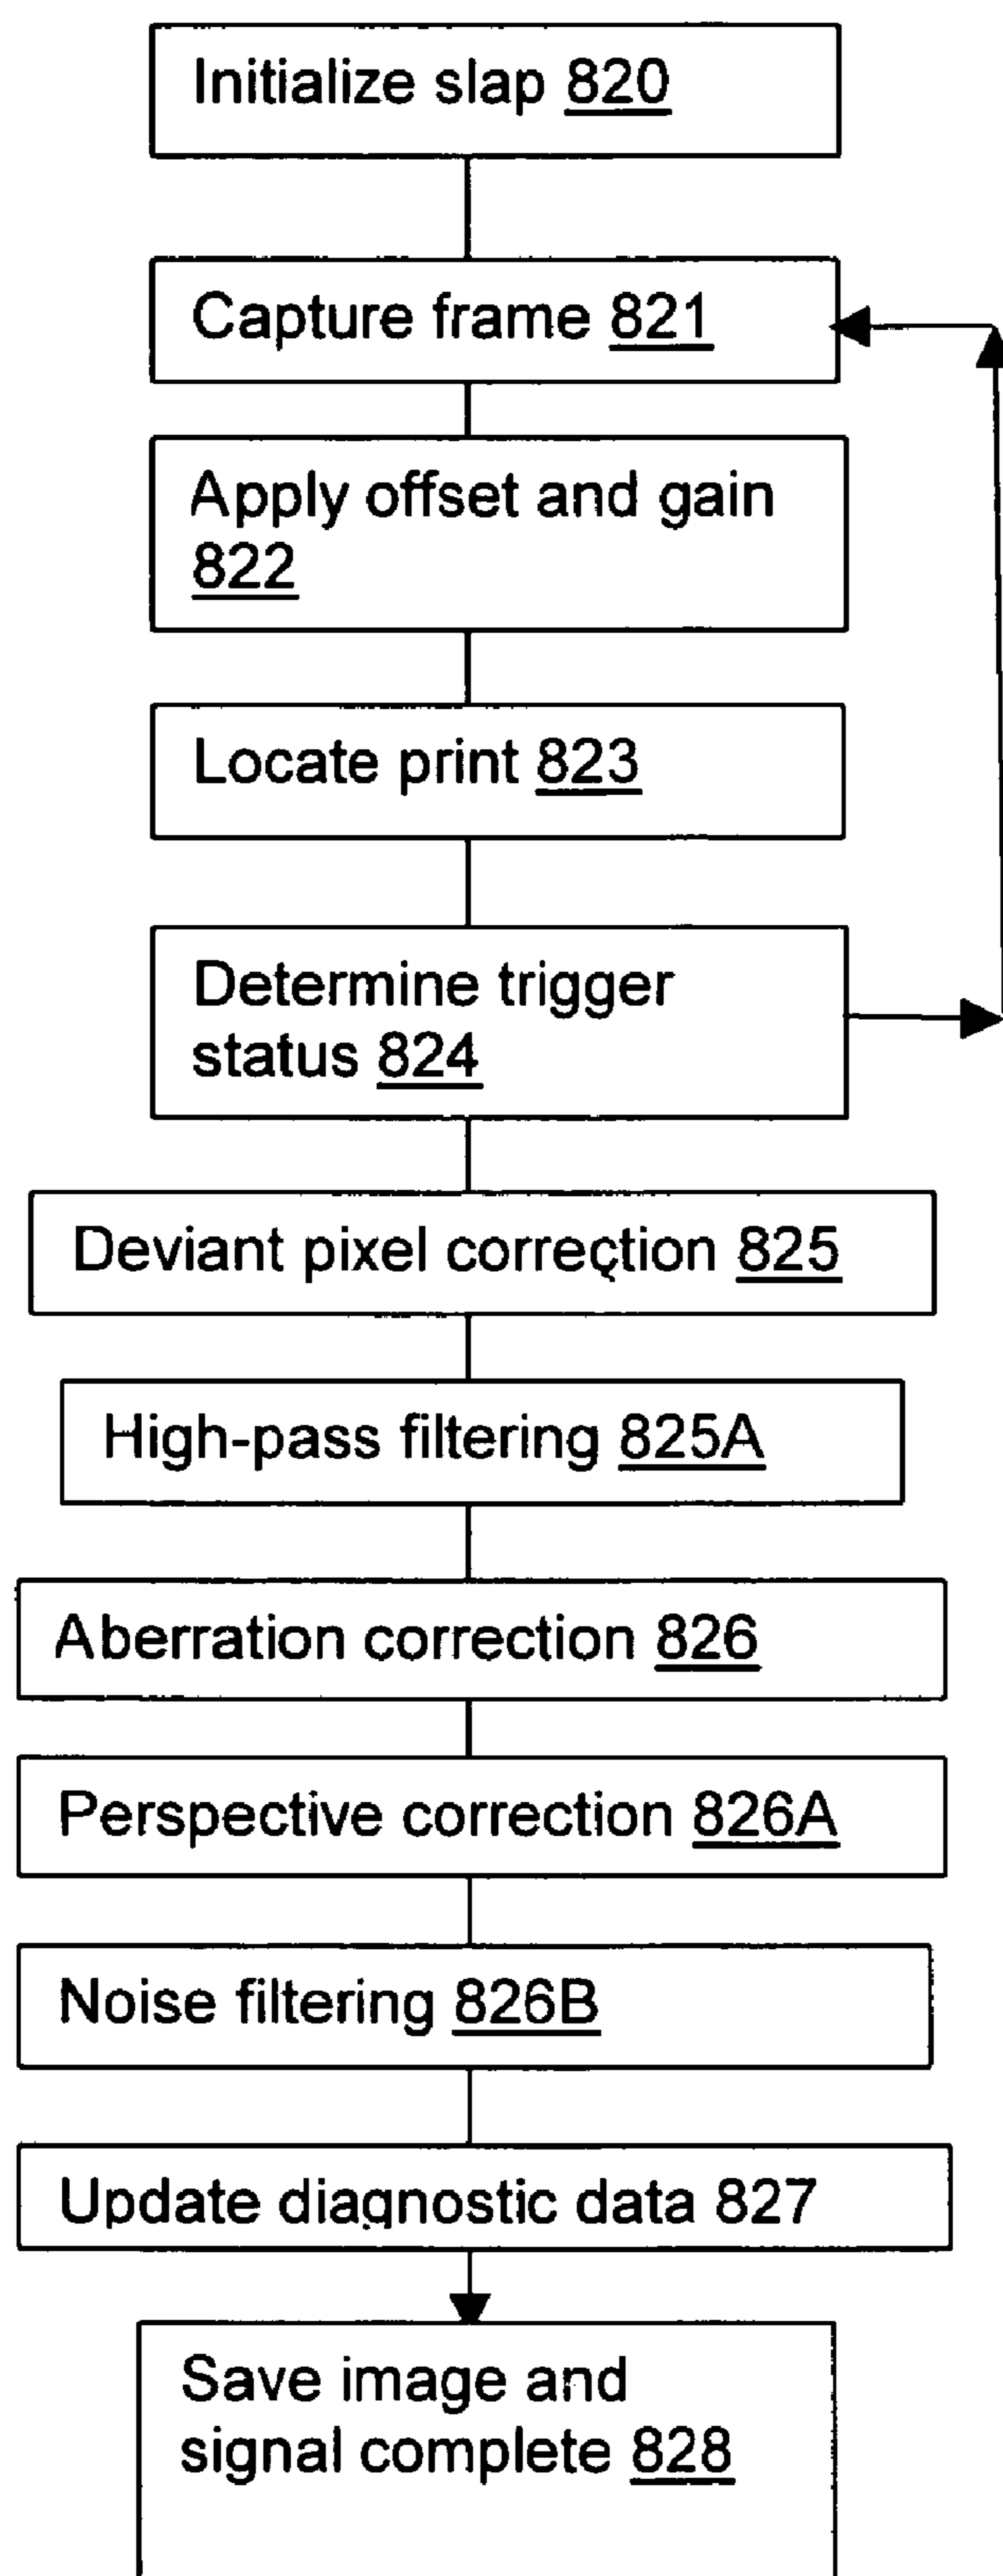 Initialize slap 820
Capture frame 821
Apply offset and gain
822
Locate print 823
Determine trigger
status 824
Deviant pixel correction 825
High-pass filtering 825A
Aberration correction 826
Perspective correction 826A
Noise filtering 826B
Update diagnostic data 827
Save image and
signal complete 828